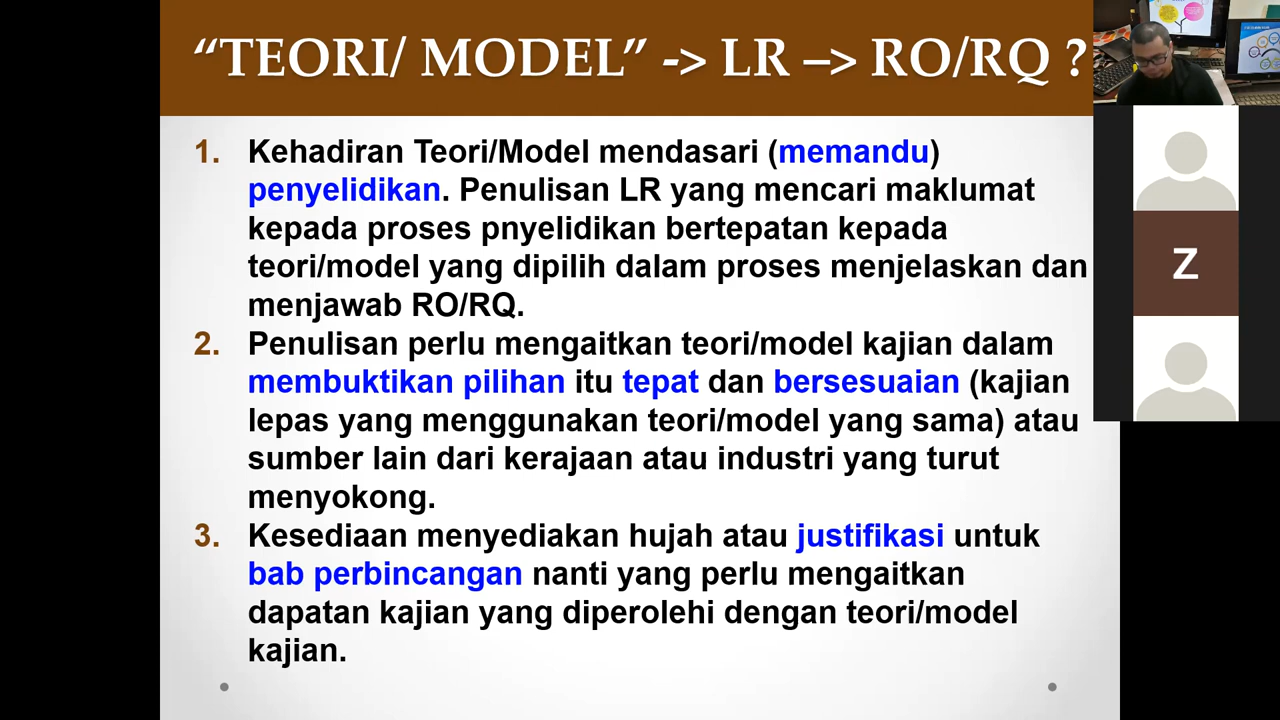 “TEORI/ MODEL” -> LR –> RO/RQ ?
1. Kehadiran Teori/Model mendasari (memandu)
penyelidikan. Penulisan LR yang mencari maklumat
kepada proses pnyelidikan bertepatan kepada
teori/model yang dipilih dalam proses menjelaskan dan
menjawab RO/RQ.
2. Penulisan perlu mengaitkan teori/model kajian dalam
membuktikan pilihan itu tepat dan bersesuaian (kajian
lepas yang menggunakan teori/model yang sama) atau
sumber lain dari kerajaan atau industri yang turut
menyokong.
3. Kesediaan menyediakan hujah atau justifikasi untuk
bab perbincangan nanti yang perlu mengaitkan
dapatan kajian yang diperolehi dengan teori/model
kajian.
Z